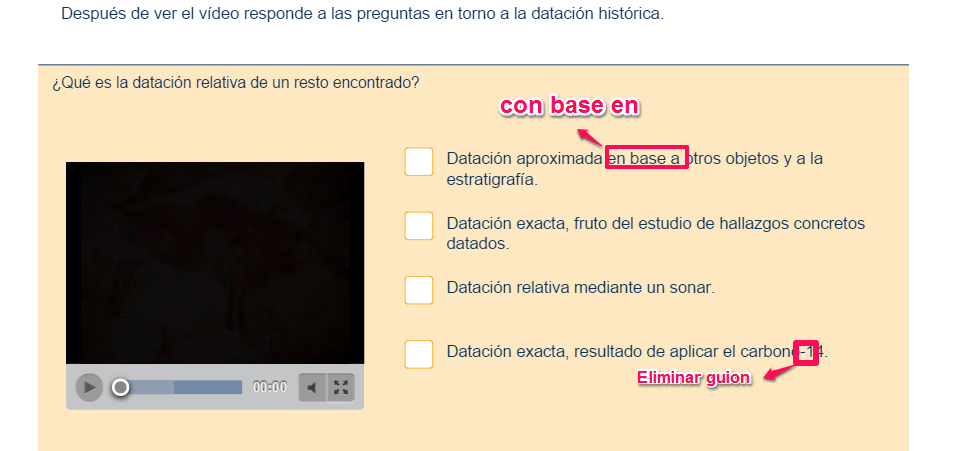 Después de ver el vídeo responde a las preguntas en torno a la datación histórica.
¿Qué es la datación relativa de un resto encontrado?
con base en
Datación aproximada en base a otros objetos y a la
estratigrafía.
Datación exacta, fruto del estudio de hallazgos concretos
datados.
Datación relativa mediante un sonar.
Datación exacta, resultado de aplicar el carbono-14.
Eliminar guion
00:00